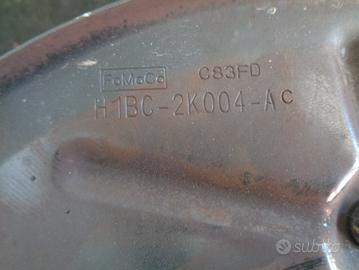 FoMoCo C83FD
H1BC-2K004-AC
subito